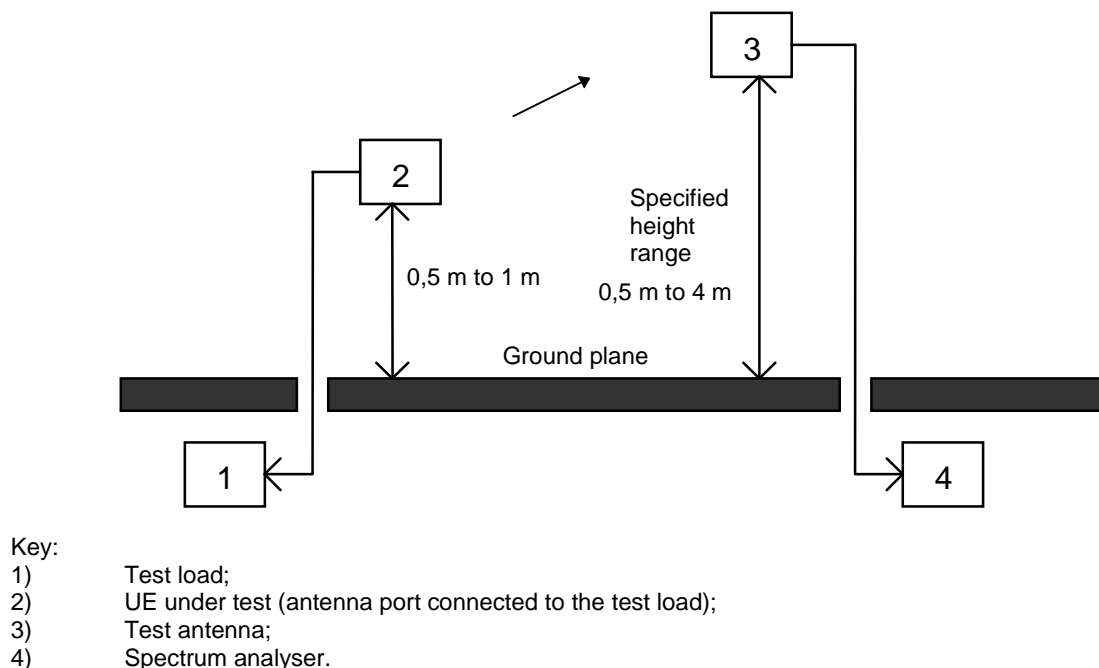 3
2
Specified
height
range
0,5 m to 1 m
0,5 m to 4 m
Ground plane
1
4
Key:
1) Test load;
2) UE under test (antenna port connected to the test load);
3) Test antenna;
4) Spectrum analyser.